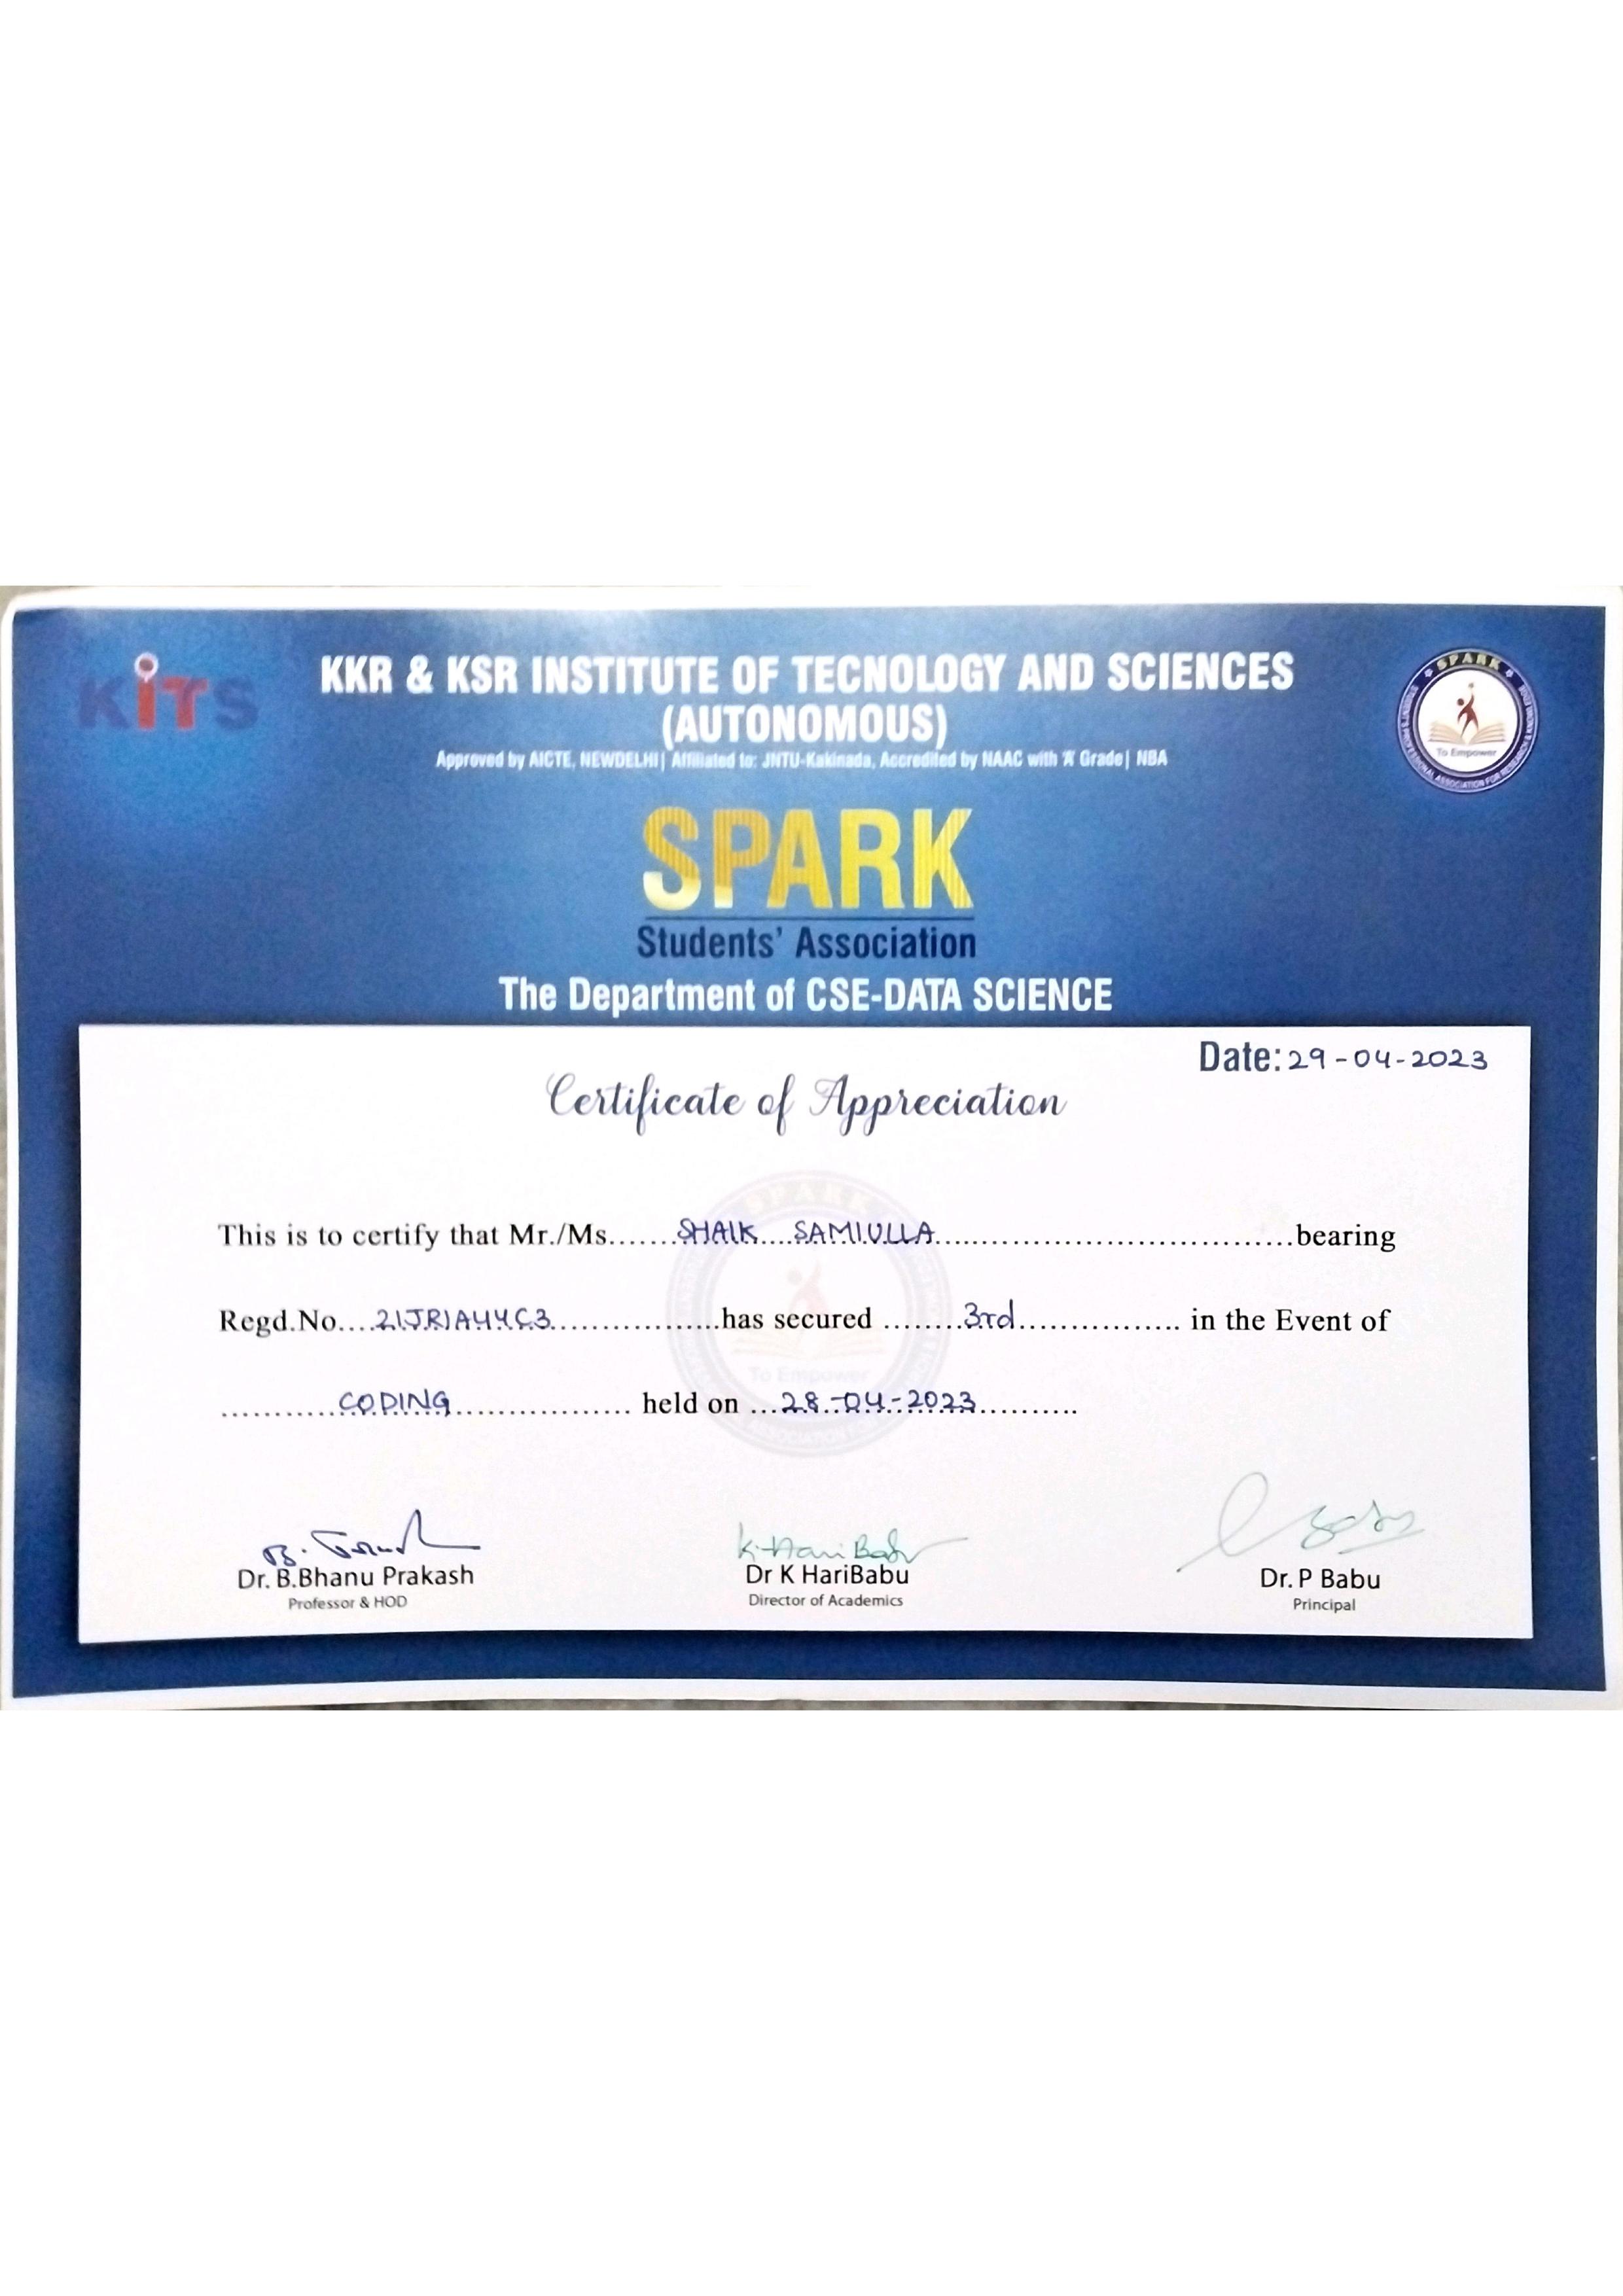 KiTS
KKR & KSR INSTITUTE OF TECNOLOGY AND SCIENCES
(AUTONOMOUS)
Approved by AICTE, NEWDELHI| Affiliated to: JNTU-Kakinada, Accredited by NAAC with 'A' Grade| NBA
SPARK
To Empower
SPARK
Students' Association
The Department of CSE-DATA SCIENCE
Date: 29-04-2023
Certificate of Appreciation
This is to certify that Mr./Ms.......SHAIK....SAMIULLA....................................bearing
Regd.No....21JR1A44C3.................has secured ........3rd................ in the Event of
............CODING.................. held on ...28-04-2023..........
To Empower
K.HariBabu
Dr. B.Bhanu Prakash
Professor & HOD
Dr K HariBabu
Director of Academics
Dr. P Babu
Principal